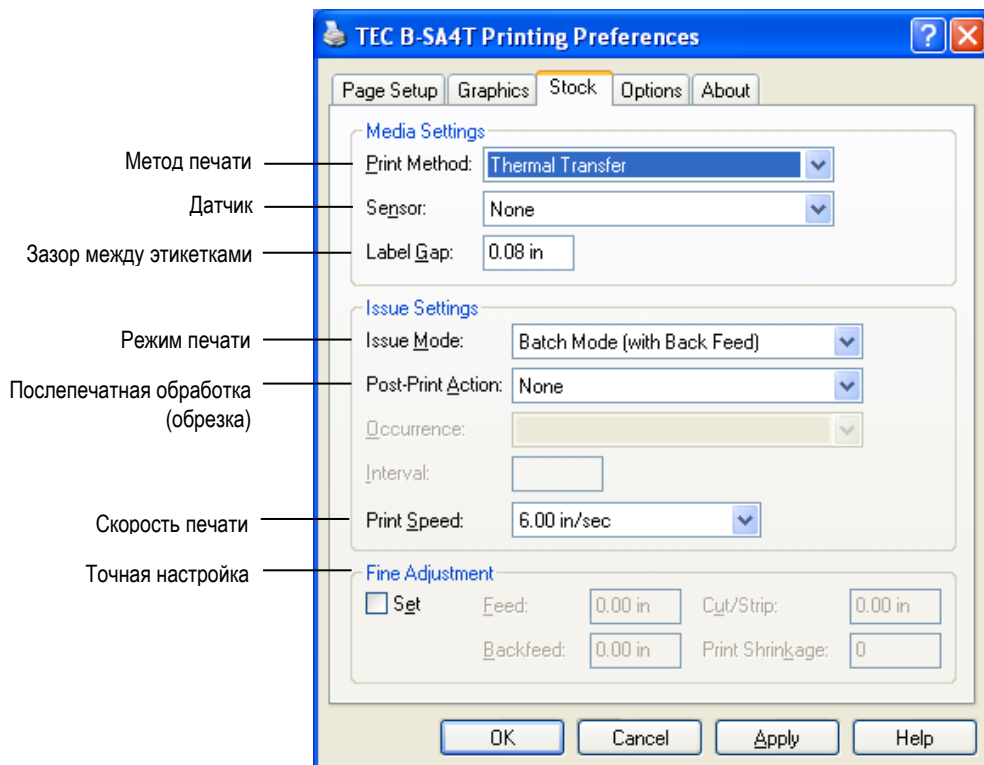 TEC B-SA4T Printing Preferences
Page Setup Graphics Stock Options About
Media Settings
Метод печати Print Method: Thermal Transfer
Датчик Sensor: None
Зазор между этикетками Label Gap: 0.08 in
Issue Settings
Режим печати Issue Mode: Batch Mode (with Back Feed)
Послепечатная обработка Post-Print Action: None
(обрезка)
Occurrence:
Interval:
Скорость печати Print Speed: 6.00 in/sec
Точная настройка Fine Adjustment
Set Feed: 0.00 in Cut/Strip: 0.00 in
Backfeed: 0.00 in Print Shrinkage: 0
OK Cancel Apply Help